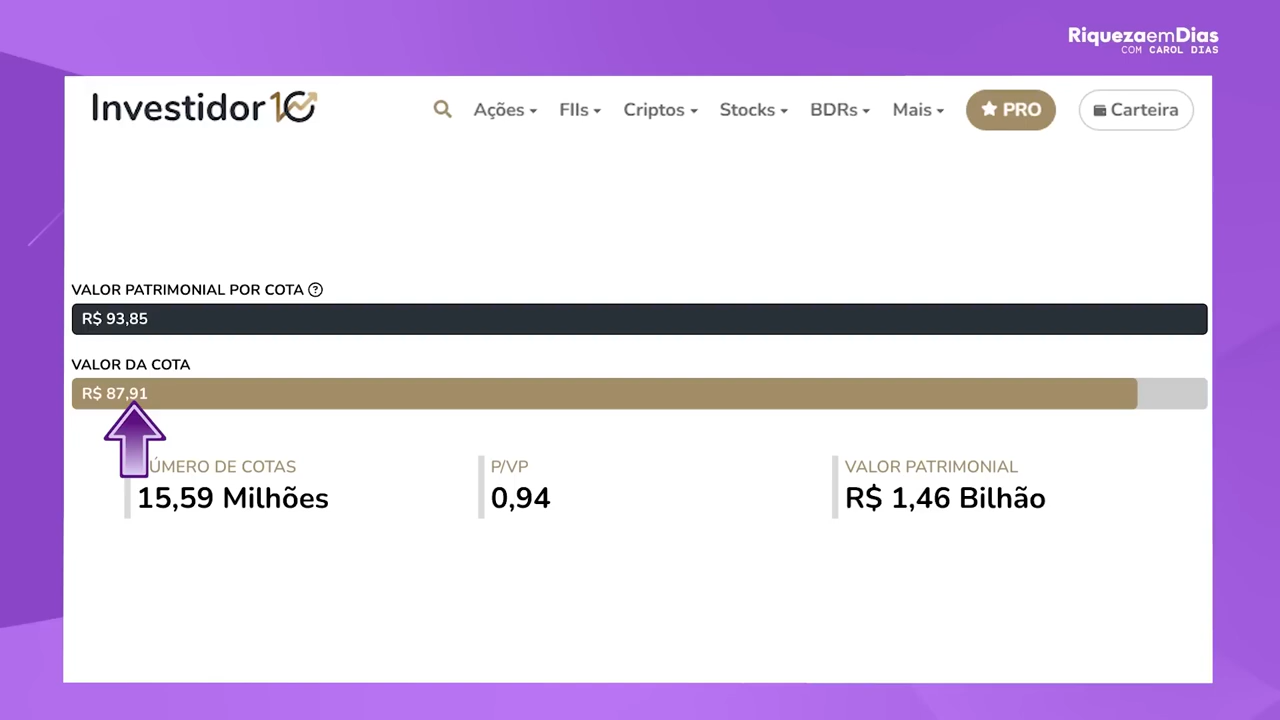 RiquezaemDias
COM CAROL DIAS
Investidor10
Ações FIIs Criptos Stocks BDRs Mais PRO Carteira
VALOR PATRIMONIAL POR COTA ?
R$ 93,85
VALOR DA COTA
R$ 87,91
ÚMERO DE COTAS P/VP VALOR PATRIMONIAL
15,59 Milhões 0,94 R$ 1,46 Bilhão